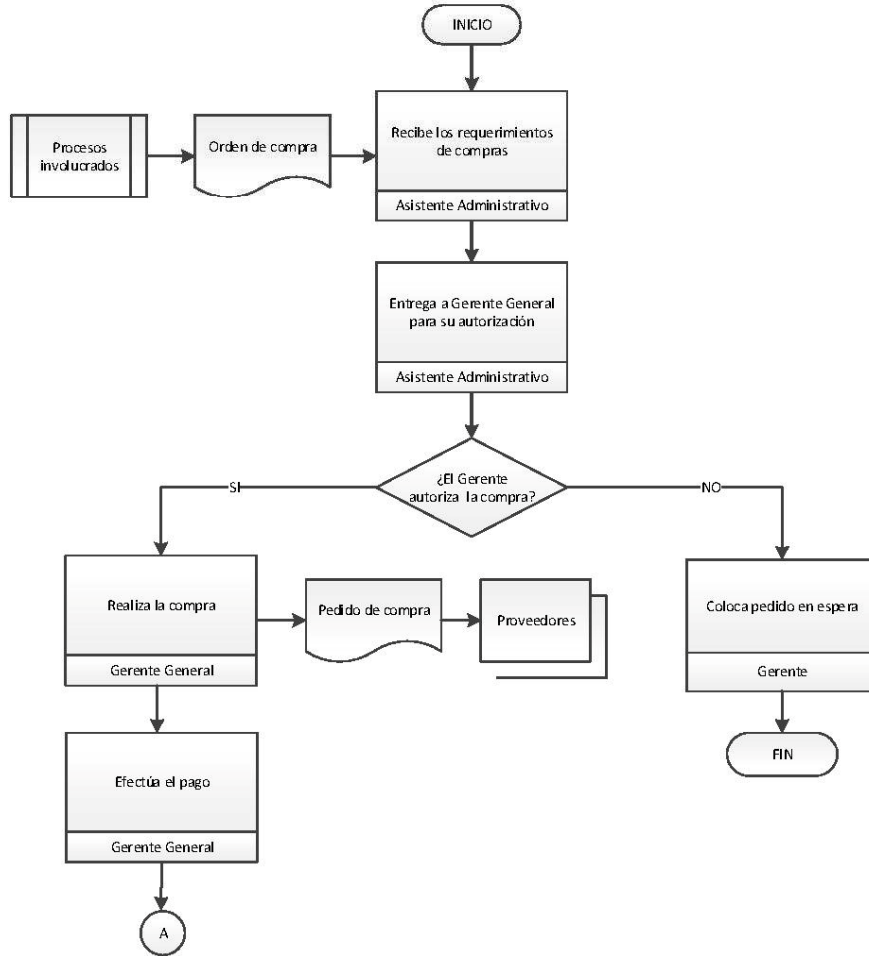 INICIO
Procesos
involucrados
Orden de compra
Recibe los requerimientos
de compras
Asistente Administrativo
Entrega a Gerente General
para su autorización
Asistente Administrativo
¿El Gerente
autoriza la compra?
SI
NO
Realiza la compra
Gerente General
Pedido de compra
Proveedores
Coloca pedido en espera
Gerente
Efectúa el pago
Gerente General
FIN
A